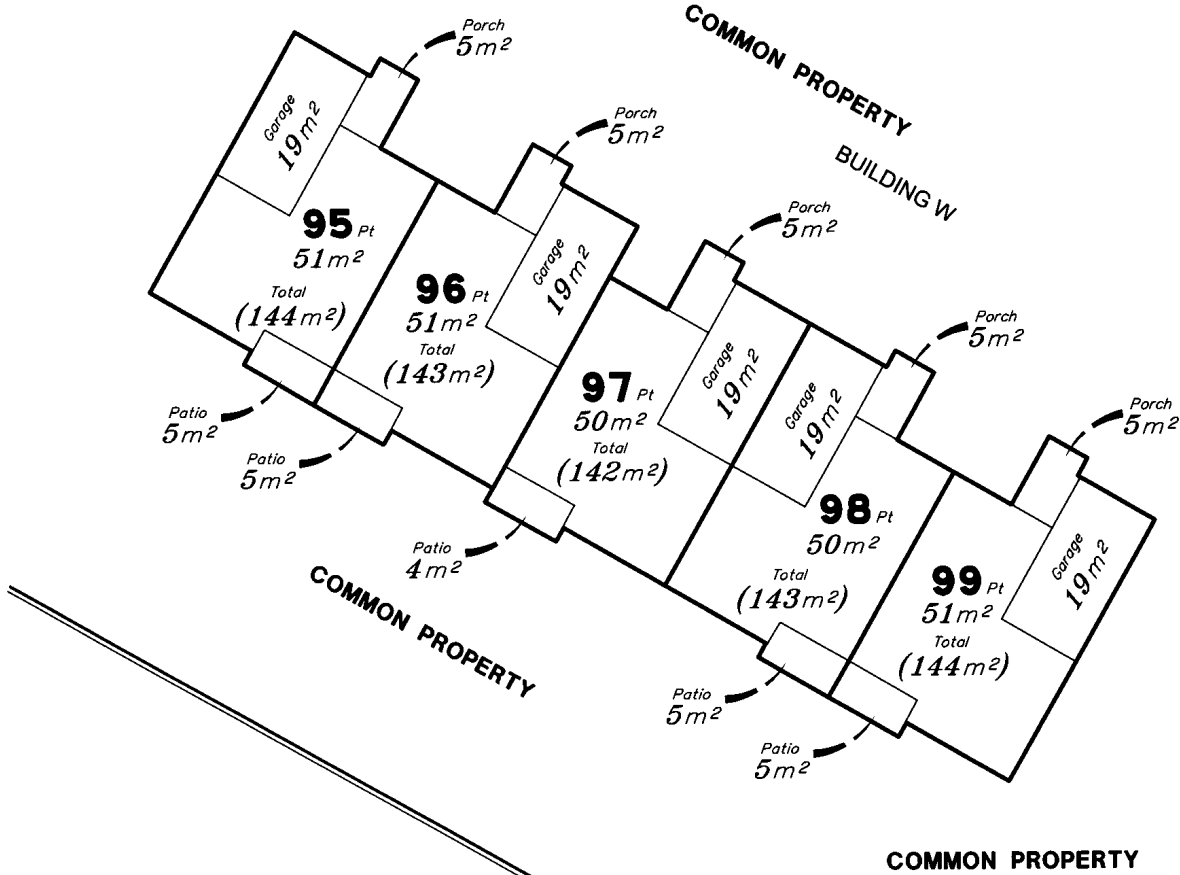 COMMON PROPERTY
BUILDING W
Porch
5m²
Garage
19m²
95 Pt
51m²
Total
(144m²)
Patio
5m²
Porch
5m²
Garage
19m²
96 Pt
51m²
Total
(143m²)
Patio
5m²
Porch
5m²
Garage
19m²
97 Pt
50m²
Total
(142m²)
Patio
4m²
Porch
5m²
Garage
19m²
98 Pt
50m²
Total
(143m²)
Patio
5m²
Porch
5m²
Garage
19m²
99 Pt
51m²
Total
(144m²)
Patio
5m²
COMMON PROPERTY
COMMON PROPERTY